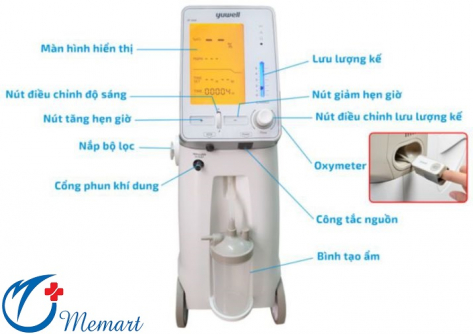 yuwell
Màn hình hiển thị
Lưu lượng kế
Nút điều chỉnh độ sáng
Nút giảm hẹn giờ
Nút tăng hẹn giờ
Nút điều chỉnh lưu lượng kế
Nắp bộ lọc
Oxymeter
Cổng phun khí dung
Công tắc nguồn
Bình tạo ẩm
Memart